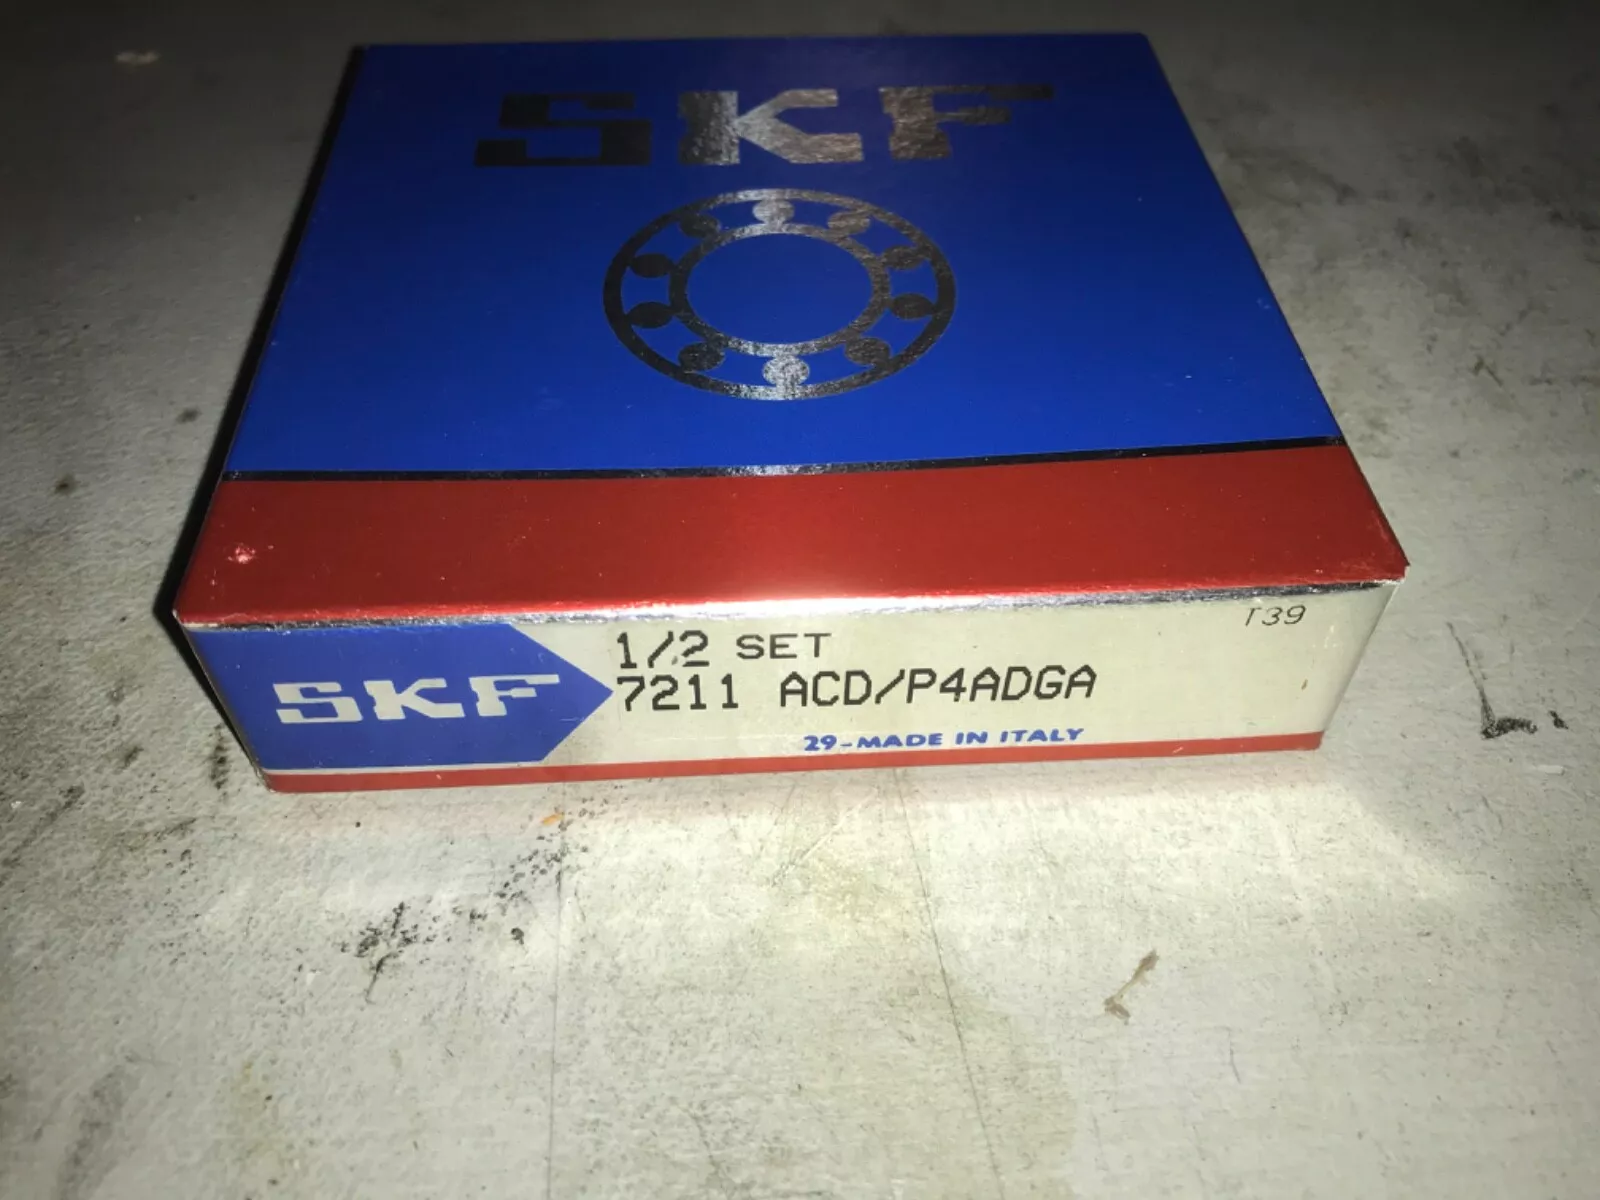 SKF
T39
1/2 SET
SKF
7211 ACD/P4ADGA
29-MADE IN ITALY